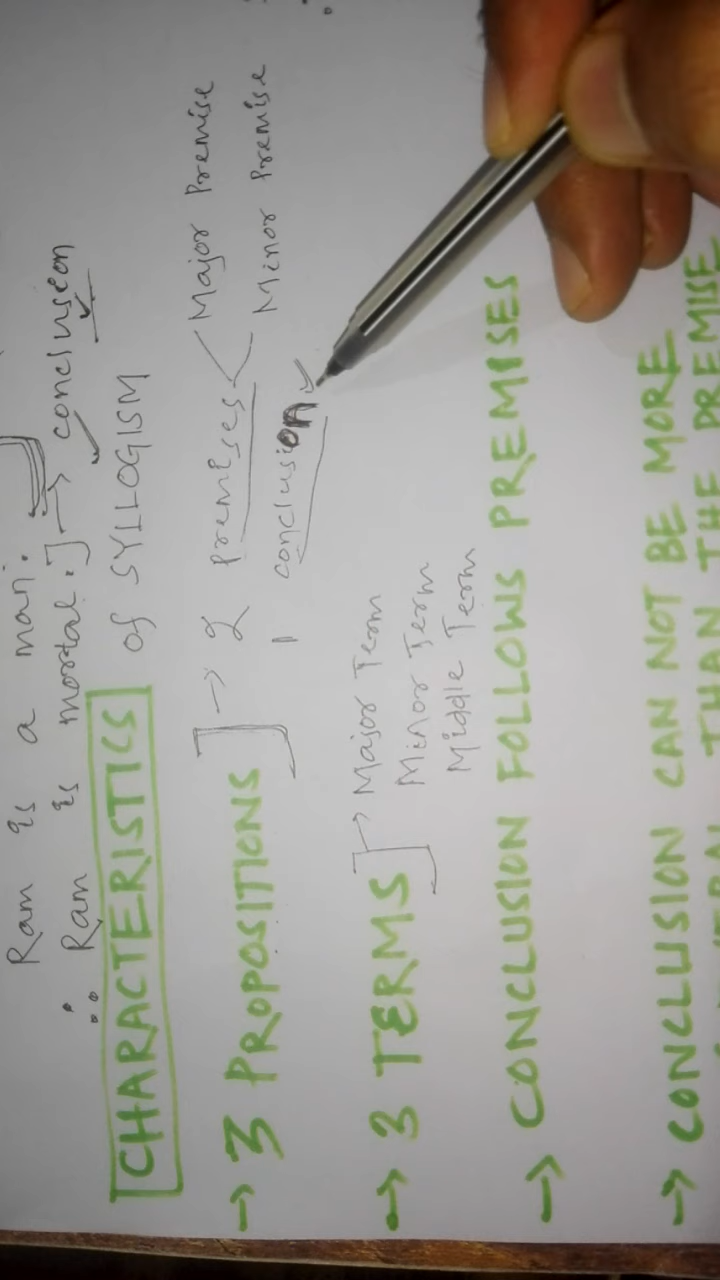 Ram is a man.
∴ Ram is mortal.] → conclusion
CHARACTERISTICS of SYLLOGISM
→ 3 PROPOSITIONS] → 2 premises < Major Premise
Minor Premise
1 conclusion
→ 3 TERMS] → Major Term
Minor Term
Middle Term
→ CONCLUSION FOLLOWS PREMISES
→ CONCLUSION CAN NOT BE MORE
THAN THE PREMISE